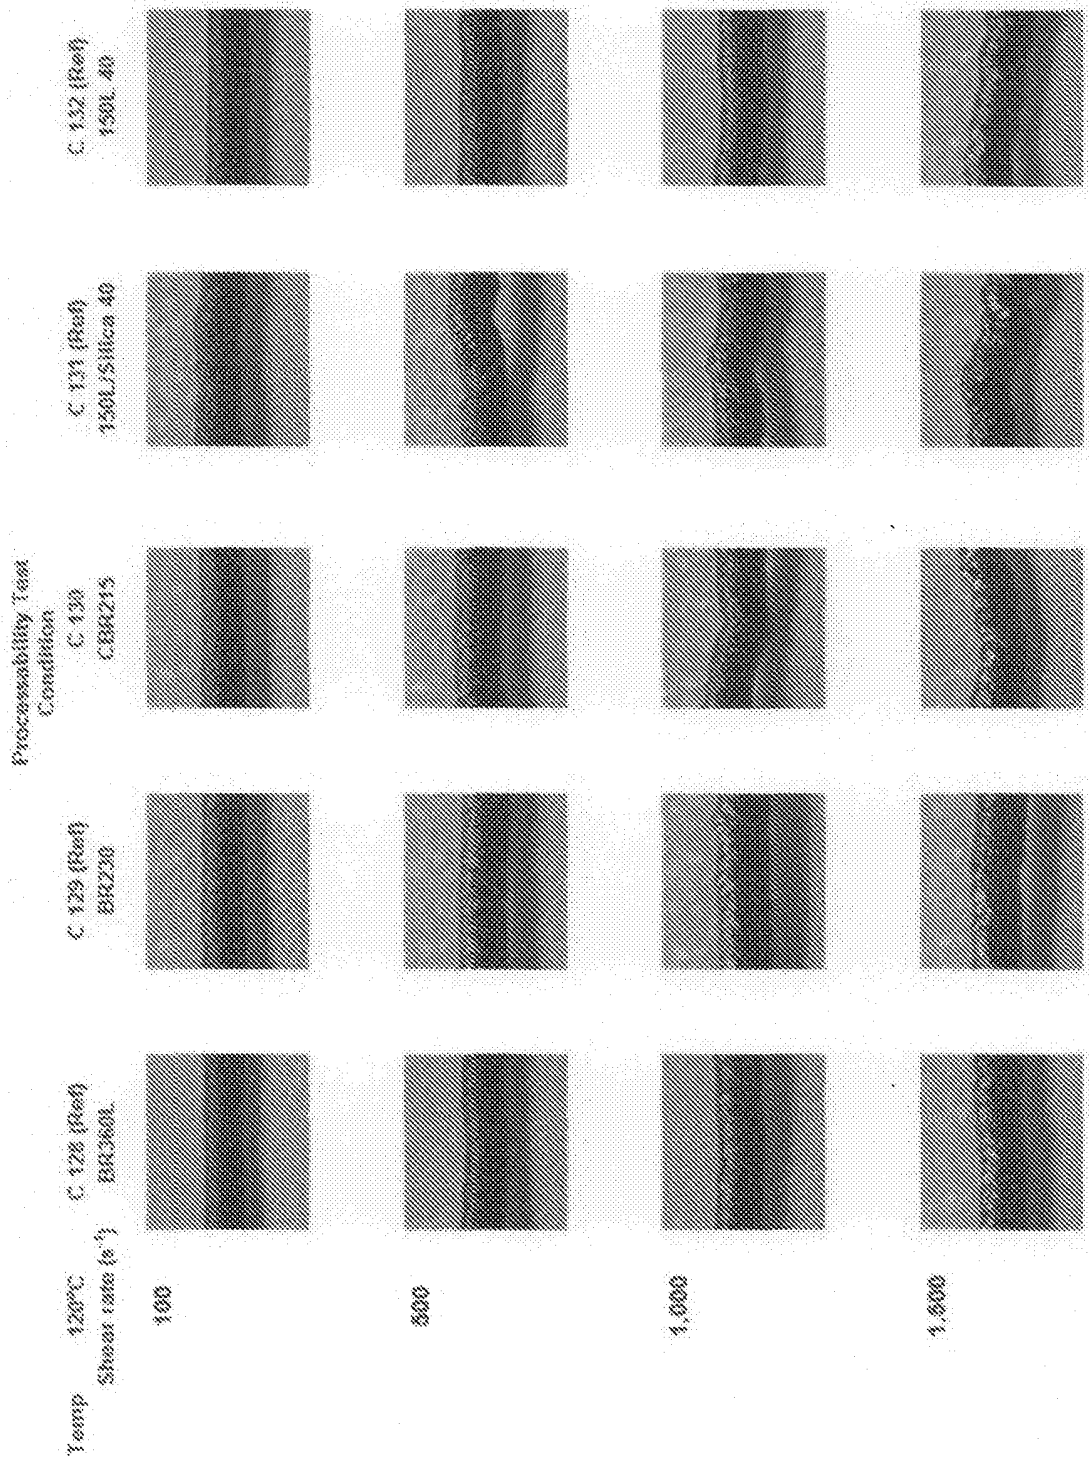 Processability Test
Condition
Temp 120°C C 128 (Ref) C 129 (Ref) C 130 C 131 (Ref) C 132 (Ref)
Shear rate (s⁻¹) BR360L BR230 CBR215 150L/Silica 40 150L 40
100
500
1,000
1,500